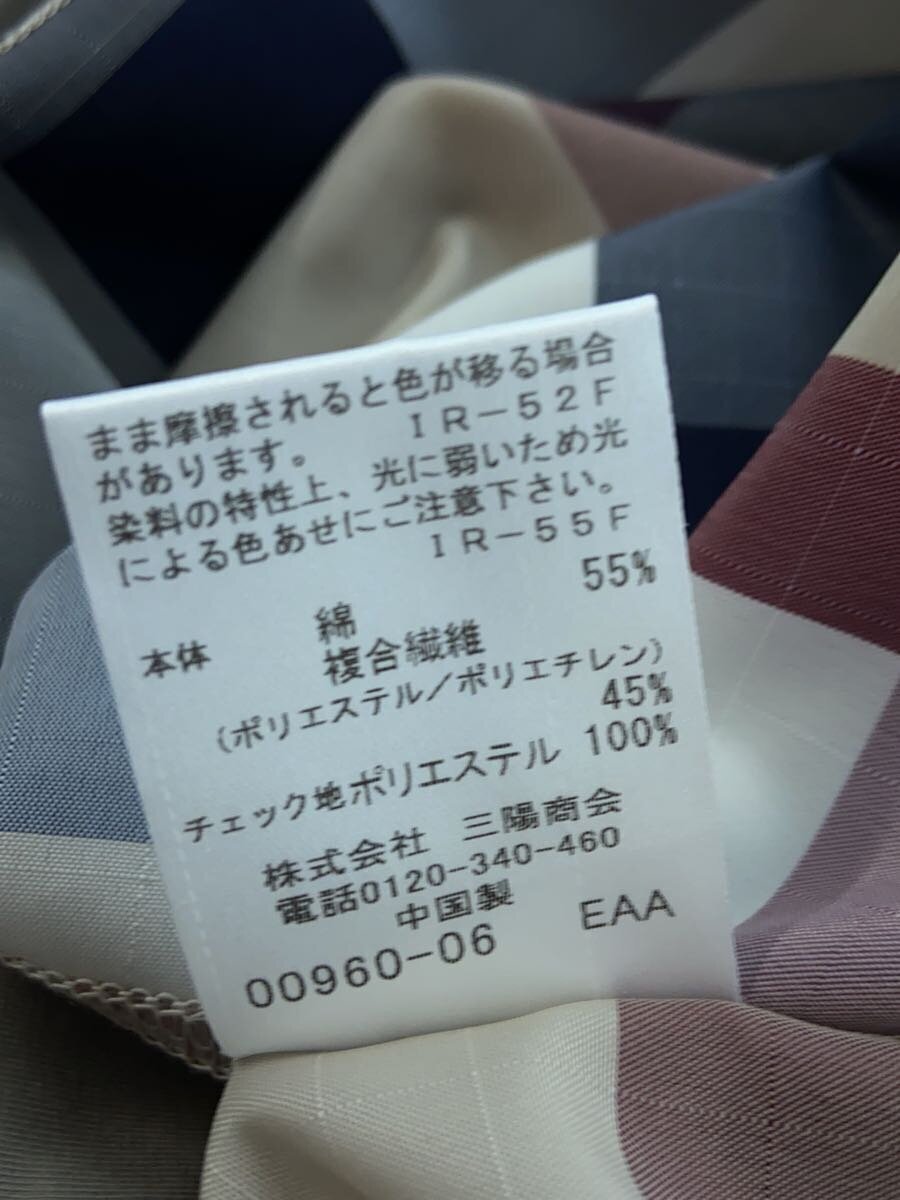 まま摩擦されると色が移る場合
があります。　　　ＩＲ－５２Ｆ
染料の特性上、光に弱いため光
による色あせにご注意下さい。
ＩＲ－５５Ｆ
本体　綿　55%
複合繊維
（ポリエステル／ポリエチレン）
45%
チェック地ポリエステル 100%
株式会社　三陽商会
電話0120-340-460
中国製
00960-06　EAA